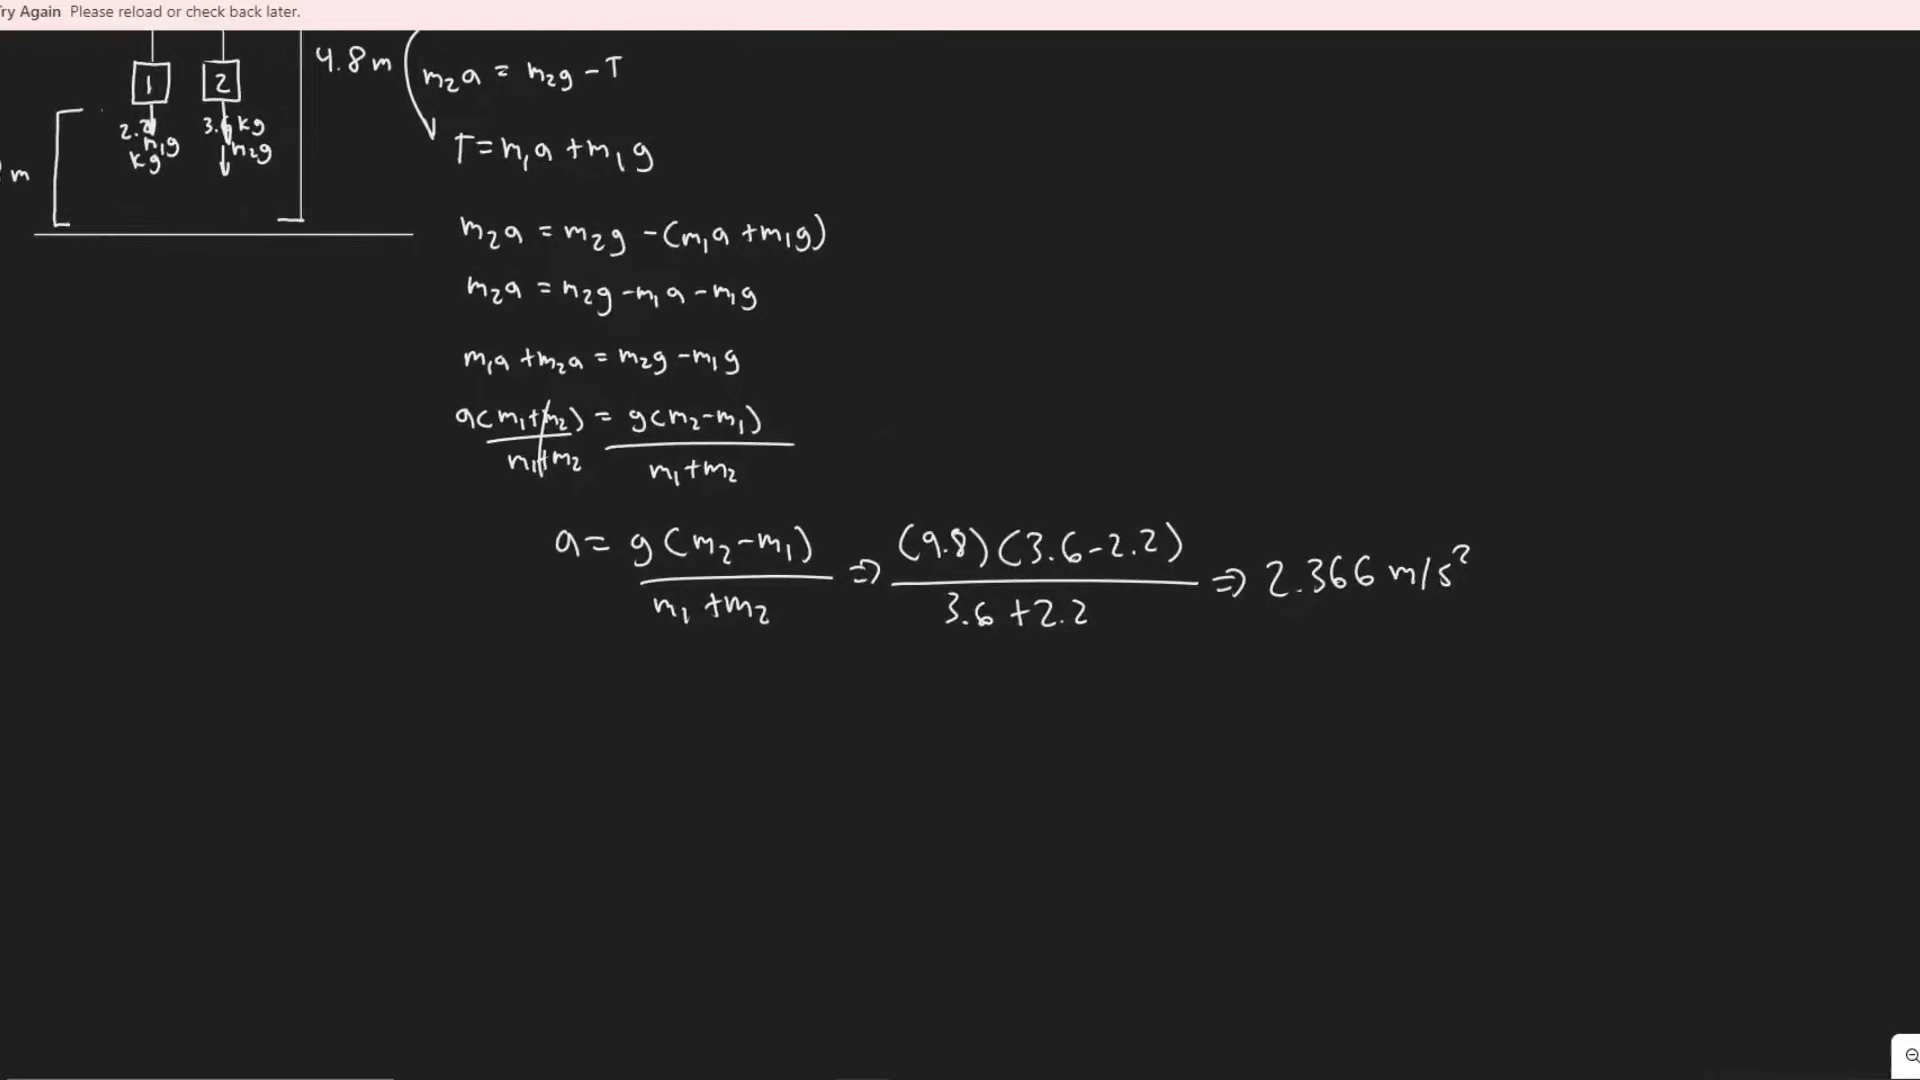 Try Again Please reload or check back later.
4.8 m
1 2
2.2 kg
m₁g
3.6 kg
m₂g
m
m₂a = m₂g - T
T = m₁a + m₁g
m₂a = m₂g - (m₁a + m₁g)
m₂a = m₂g - m₁a - m₁g
m₁a + m₂a = m₂g - m₁g
a(m₁+m₂) = g(m₂-m₁)
m₁+m₂ m₁+m₂
a = g(m₂-m₁) ⇒ (9.8)(3.6-2.2) ⇒ 2.366 m/s²
m₁+m₂ 3.6+2.2